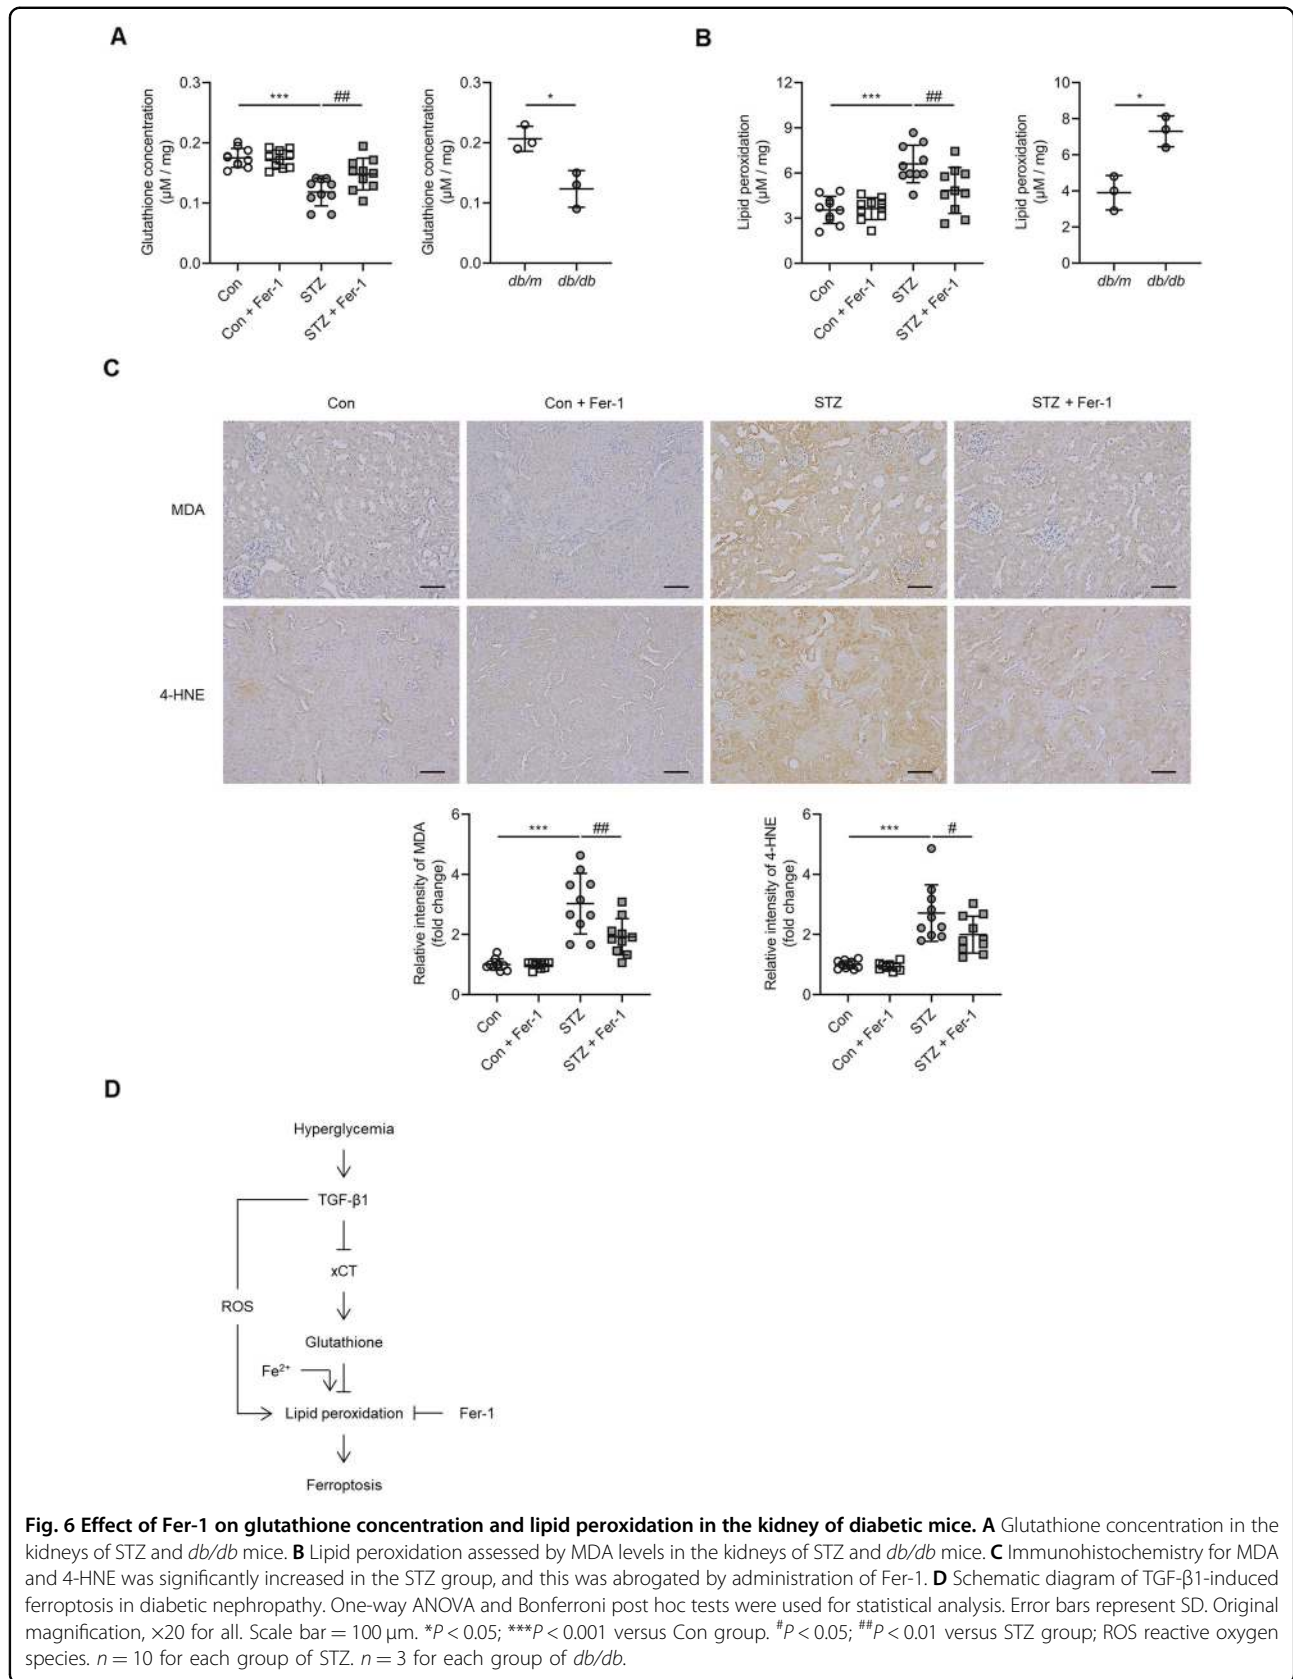 A
B
0.3
0.2
0.1
0.0
Glutathione concentration
(µM / mg)
***
##
Con
Con + Fer-1
STZ
STZ + Fer-1
0.3
0.2
0.1
0.0
Glutathione concentration
(µM / mg)
*
db/m
db/db
12
9
6
3
0
Lipid peroxidation
(µM / mg)
***
##
Con
Con + Fer-1
STZ
STZ + Fer-1
10
8
6
4
2
0
Lipid peroxidation
(µM / mg)
*
db/m
db/db
C
Con
Con + Fer-1
STZ
STZ + Fer-1
MDA
4-HNE
6
4
2
0
Relative intensity of MDA
(fold change)
***
##
Con
Con + Fer-1
STZ
STZ + Fer-1
6
4
2
0
Relative intensity of 4-HNE
(fold change)
***
#
Con
Con + Fer-1
STZ
STZ + Fer-1
D
Hyperglycemia
TGF-β1
xCT
ROS
Glutathione
Fe²⁺
Lipid peroxidation
Fer-1
Ferroptosis
Fig. 6 Effect of Fer-1 on glutathione concentration and lipid peroxidation in the kidney of diabetic mice. A Glutathione concentration in the
kidneys of STZ and db/db mice. B Lipid peroxidation assessed by MDA levels in the kidneys of STZ and db/db mice. C Immunohistochemistry for MDA
and 4-HNE was significantly increased in the STZ group, and this was abrogated by administration of Fer-1. D Schematic diagram of TGF-β1-induced
ferroptosis in diabetic nephropathy. One-way ANOVA and Bonferroni post hoc tests were used for statistical analysis. Error bars represent SD. Original
magnification, ×20 for all. Scale bar = 100 µm. *P < 0.05; ***P < 0.001 versus Con group. #P < 0.05; ##P < 0.01 versus STZ group; ROS reactive oxygen
species. n = 10 for each group of STZ. n = 3 for each group of db/db.